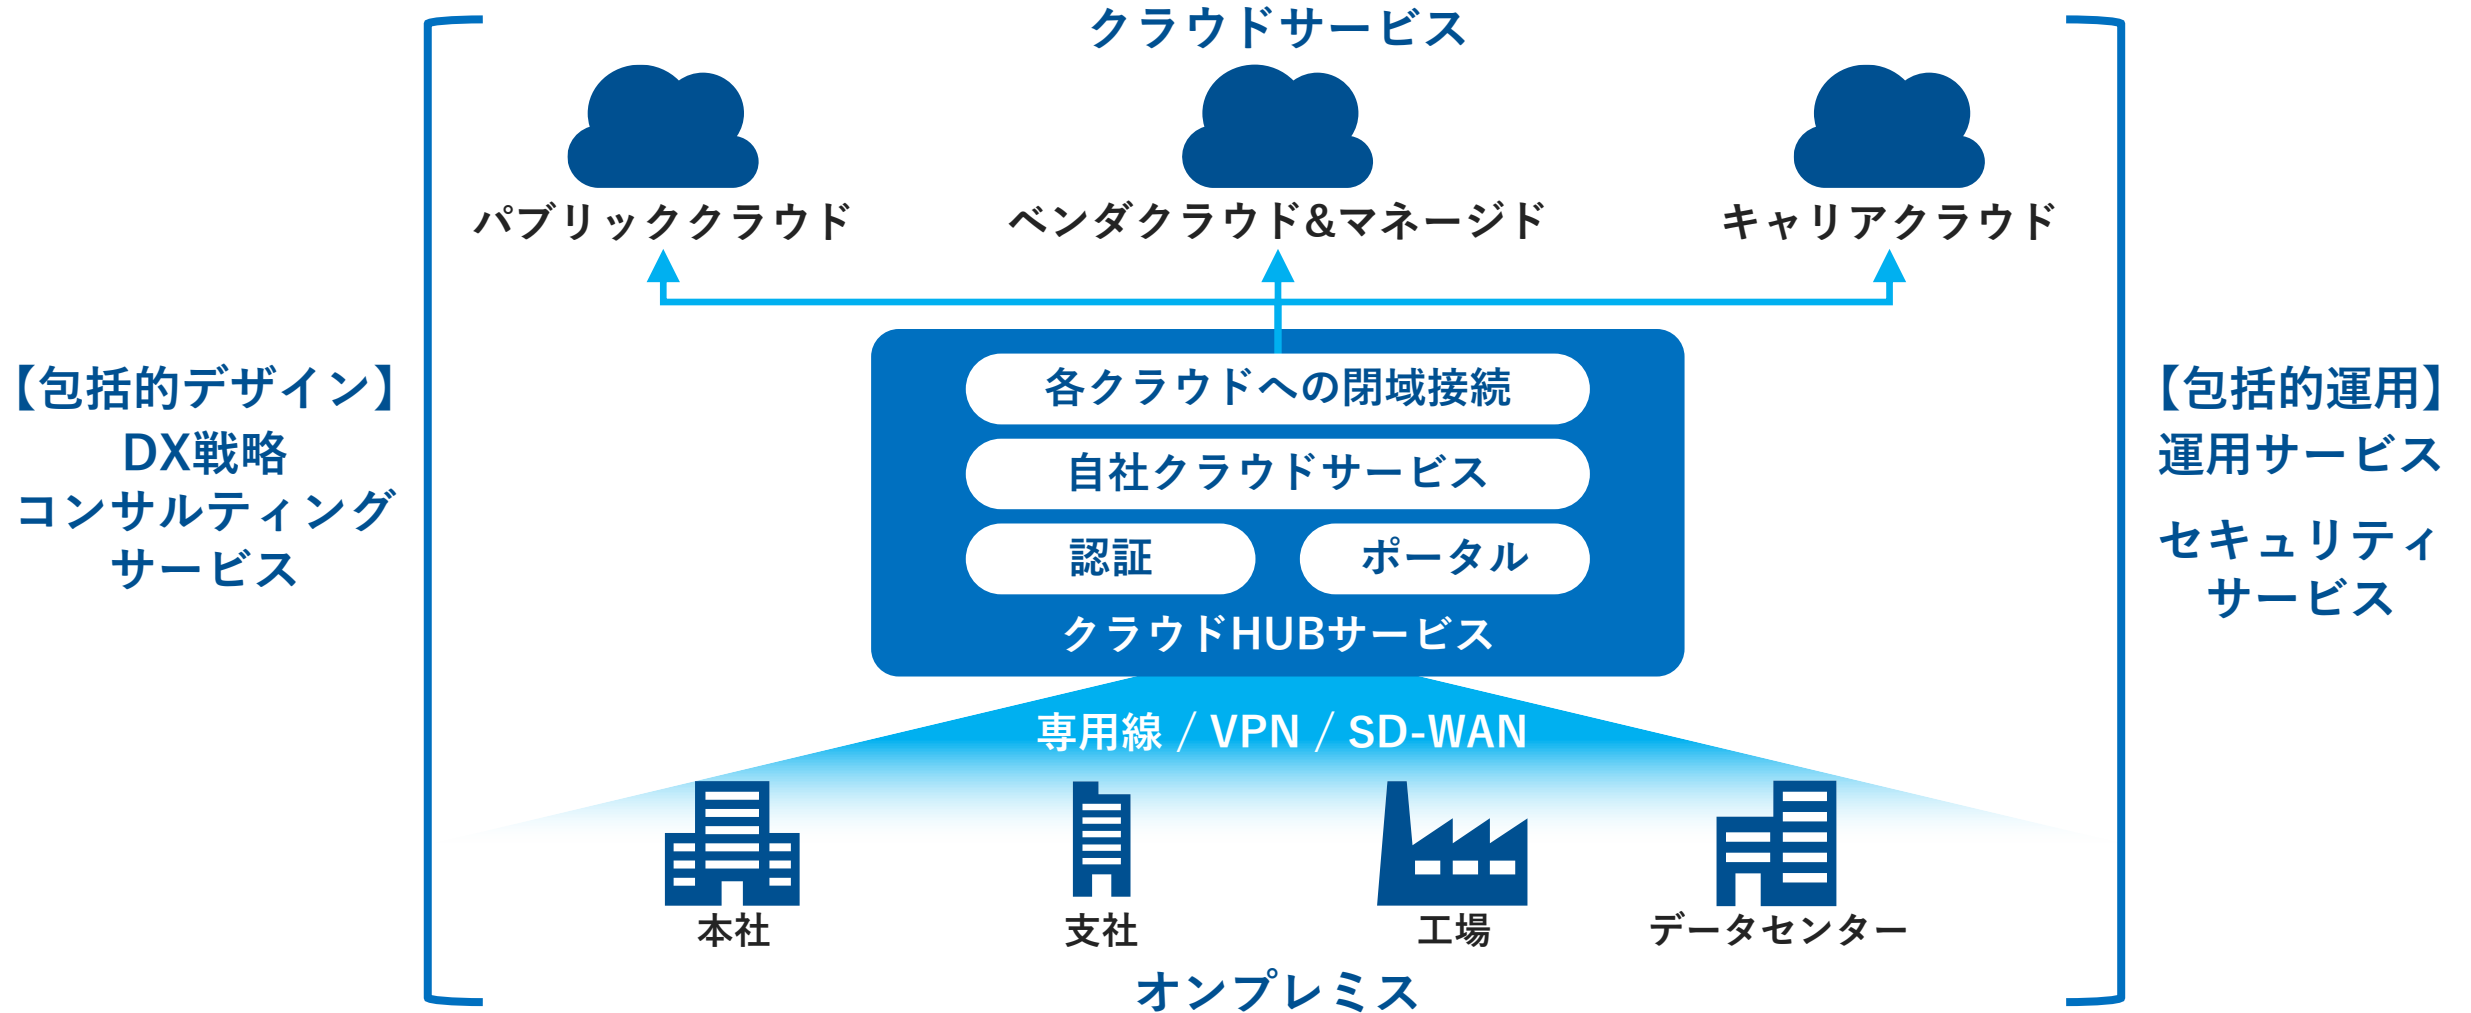 クラウドサービス
パブリッククラウド
ベンダクラウド&マネージド
キャリアクラウド
【包括的デザイン】
DX戦略
コンサルティング
サービス
各クラウドへの閉域接続
自社クラウドサービス
認証
ポータル
クラウドHUBサービス
【包括的運用】
運用サービス
セキュリティ
サービス
専用線 / VPN / SD-WAN
本社
支社
工場
データセンター
オンプレミス